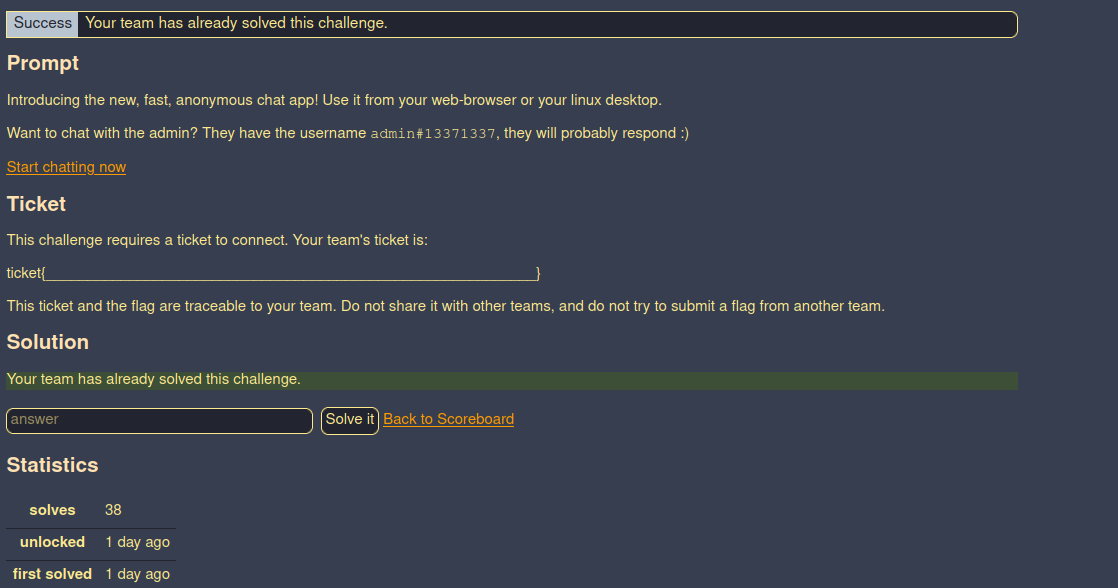 Success Your team has already solved this challenge.
Prompt
Introducing the new, fast, anonymous chat app! Use it from your web-browser or your linux desktop.
Want to chat with the admin? They have the username admin#13371337, they will probably respond :)
Start chatting now
Ticket
This challenge requires a ticket to connect. Your team's ticket is:
ticket{____________________________________________________________}
This ticket and the flag are traceable to your team. Do not share it with other teams, and do not try to submit a flag from another team.
Solution
Your team has already solved this challenge.
answer Solve it Back to Scoreboard
Statistics
solves 38
unlocked 1 day ago
first solved 1 day ago